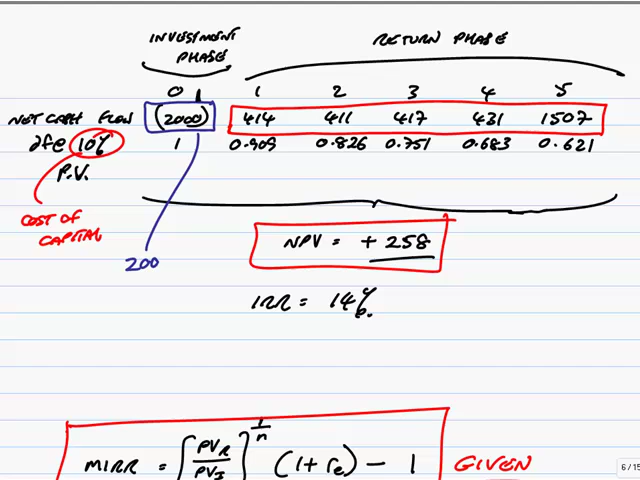 INVESTMENT PHASE
RETURN PHASE
0 1 2 3 4 5
NET CASH FLOW (2000) 414 411 417 431 1507
dfe 10% 1 0.909 0.826 0.751 0.683 0.621
P.V.
COST OF CAPITAL
200
NPV = + 258
IRR = 14%.
MIRR = [PVR/PVI]^1/n (1 + re) - 1
GIVEN
6/15